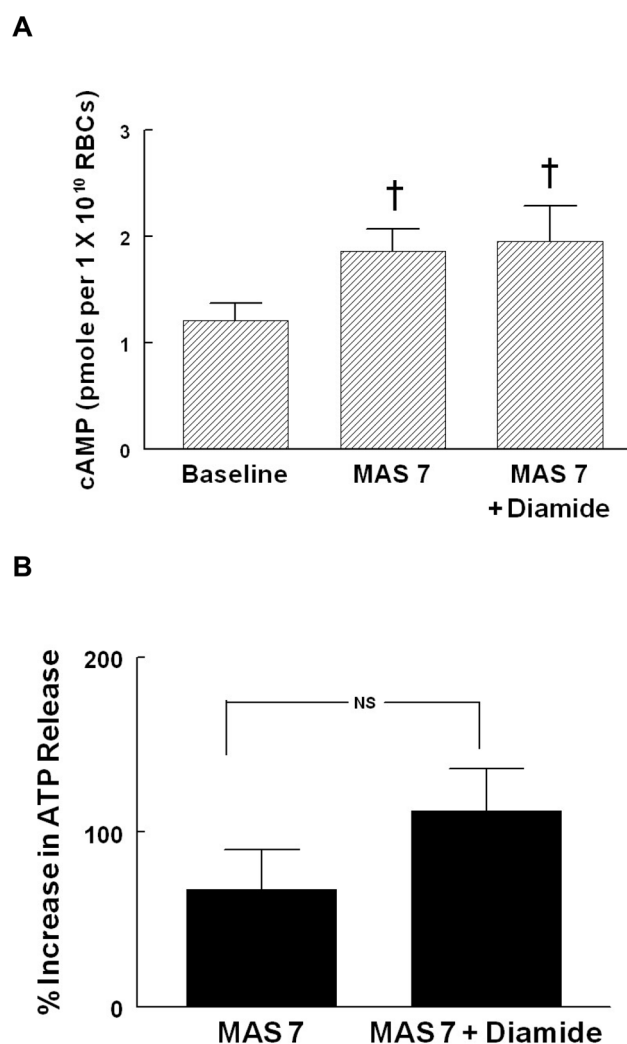 A
cAMP (pmole per 1 X 10¹⁰ RBCs)
3
2
1
0
†
†
Baseline
MAS 7
MAS 7
+ Diamide
B
% Increase in ATP Release
200
100
0
NS
MAS 7
MAS 7 + Diamide